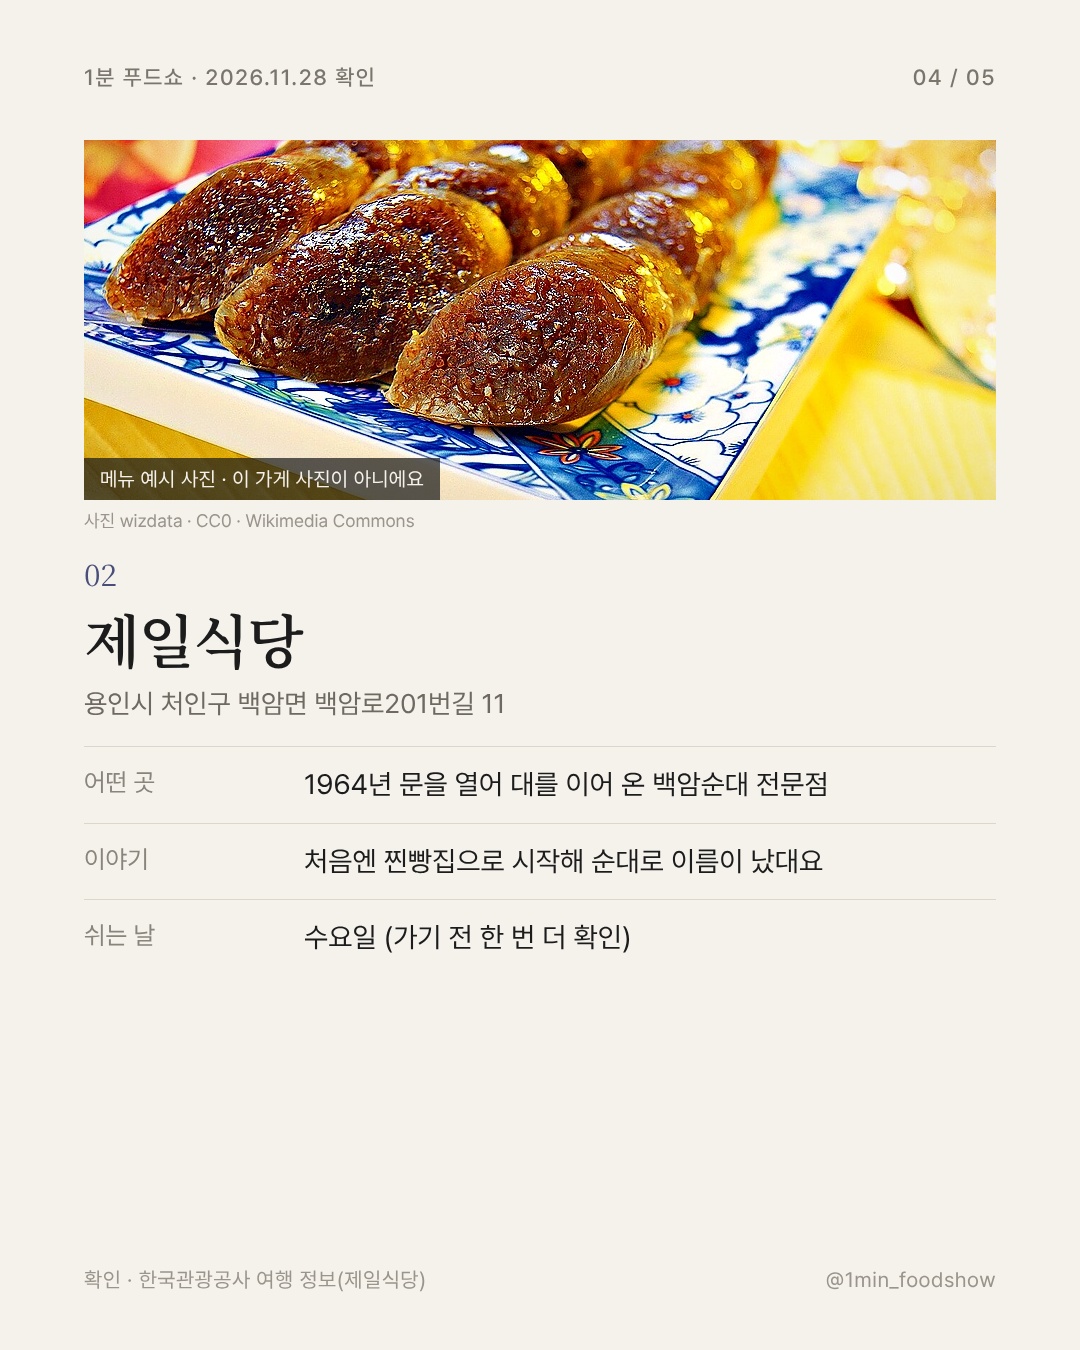 1분 푸드쇼 · 2026.11.28 확인
04 / 05
메뉴 예시 사진 · 이 가게 사진이 아니에요
사진 wizdata · CC0 · Wikimedia Commons
02
제일식당
용인시 처인구 백암면 백암로201번길 11
어떤 곳
1964년 문을 열어 대를 이어 온 백암순대 전문점
이야기
처음엔 찐빵집으로 시작해 순대로 이름이 났대요
쉬는 날
수요일 (가기 전 한 번 더 확인)
확인 · 한국관광공사 여행 정보(제일식당)
@1min_foodshow